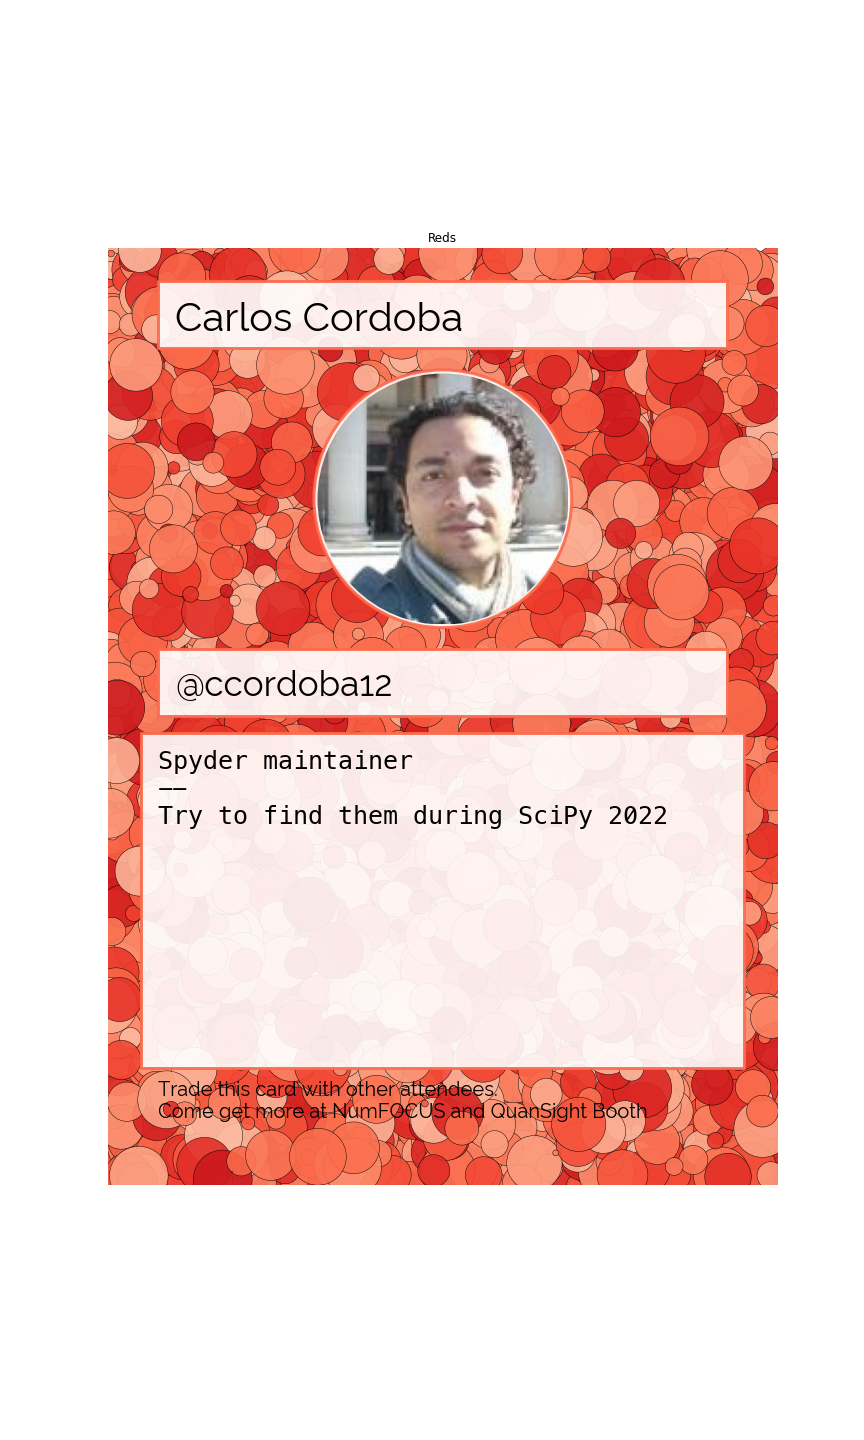 Reds
Carlos Cordoba
@ccordoba12
Spyder maintainer
——
Try to find them during SciPy 2022
Trade this card with other attendees.
Come get more at NumFOCUS and QuanSight Booth